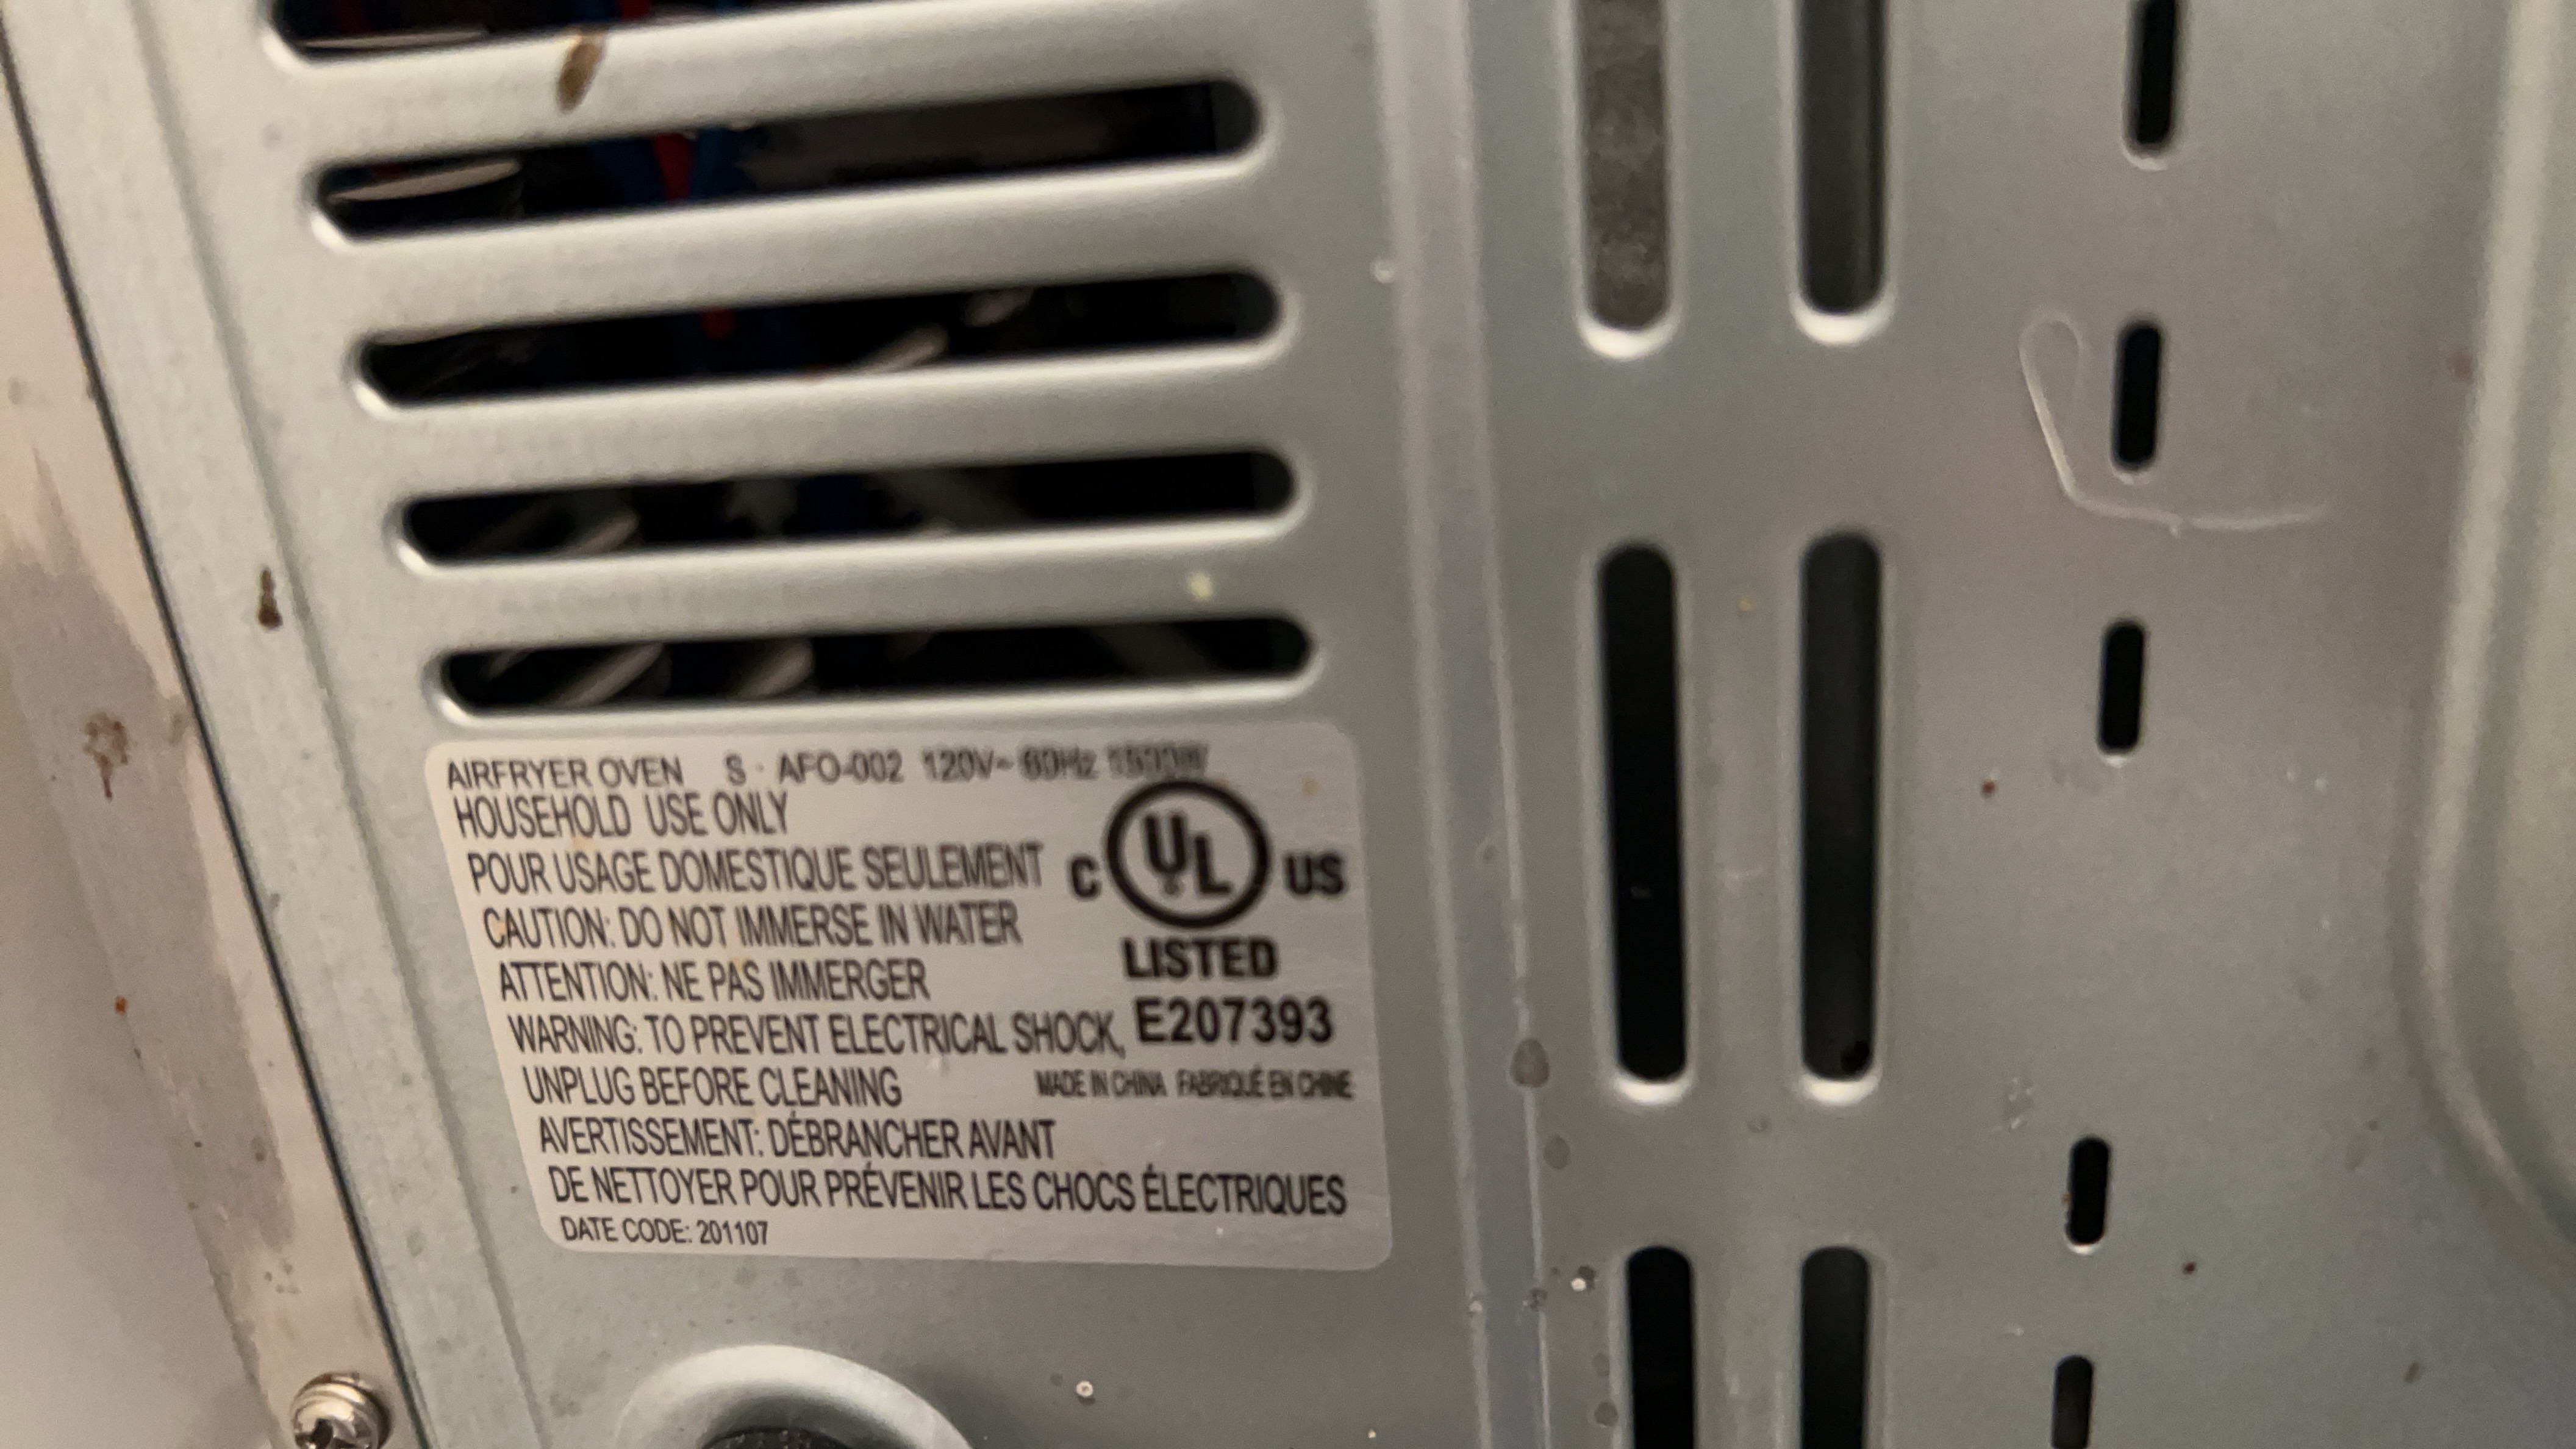 AIRFRYER OVEN S · AFO-002 120V~ 60Hz 1500W
HOUSEHOLD USE ONLY
POUR USAGE DOMESTIQUE SEULEMENT
CAUTION: DO NOT IMMERSE IN WATER
ATTENTION: NE PAS IMMERGER
WARNING: TO PREVENT ELECTRICAL SHOCK,
UNPLUG BEFORE CLEANING
AVERTISSEMENT: DÉBRANCHER AVANT
DE NETTOYER POUR PRÉVENIR LES CHOCS ÉLECTRIQUES
DATE CODE: 201107
C UL US
LISTED
E207393
MADE IN CHINA FABRIQUÉ EN CHINE